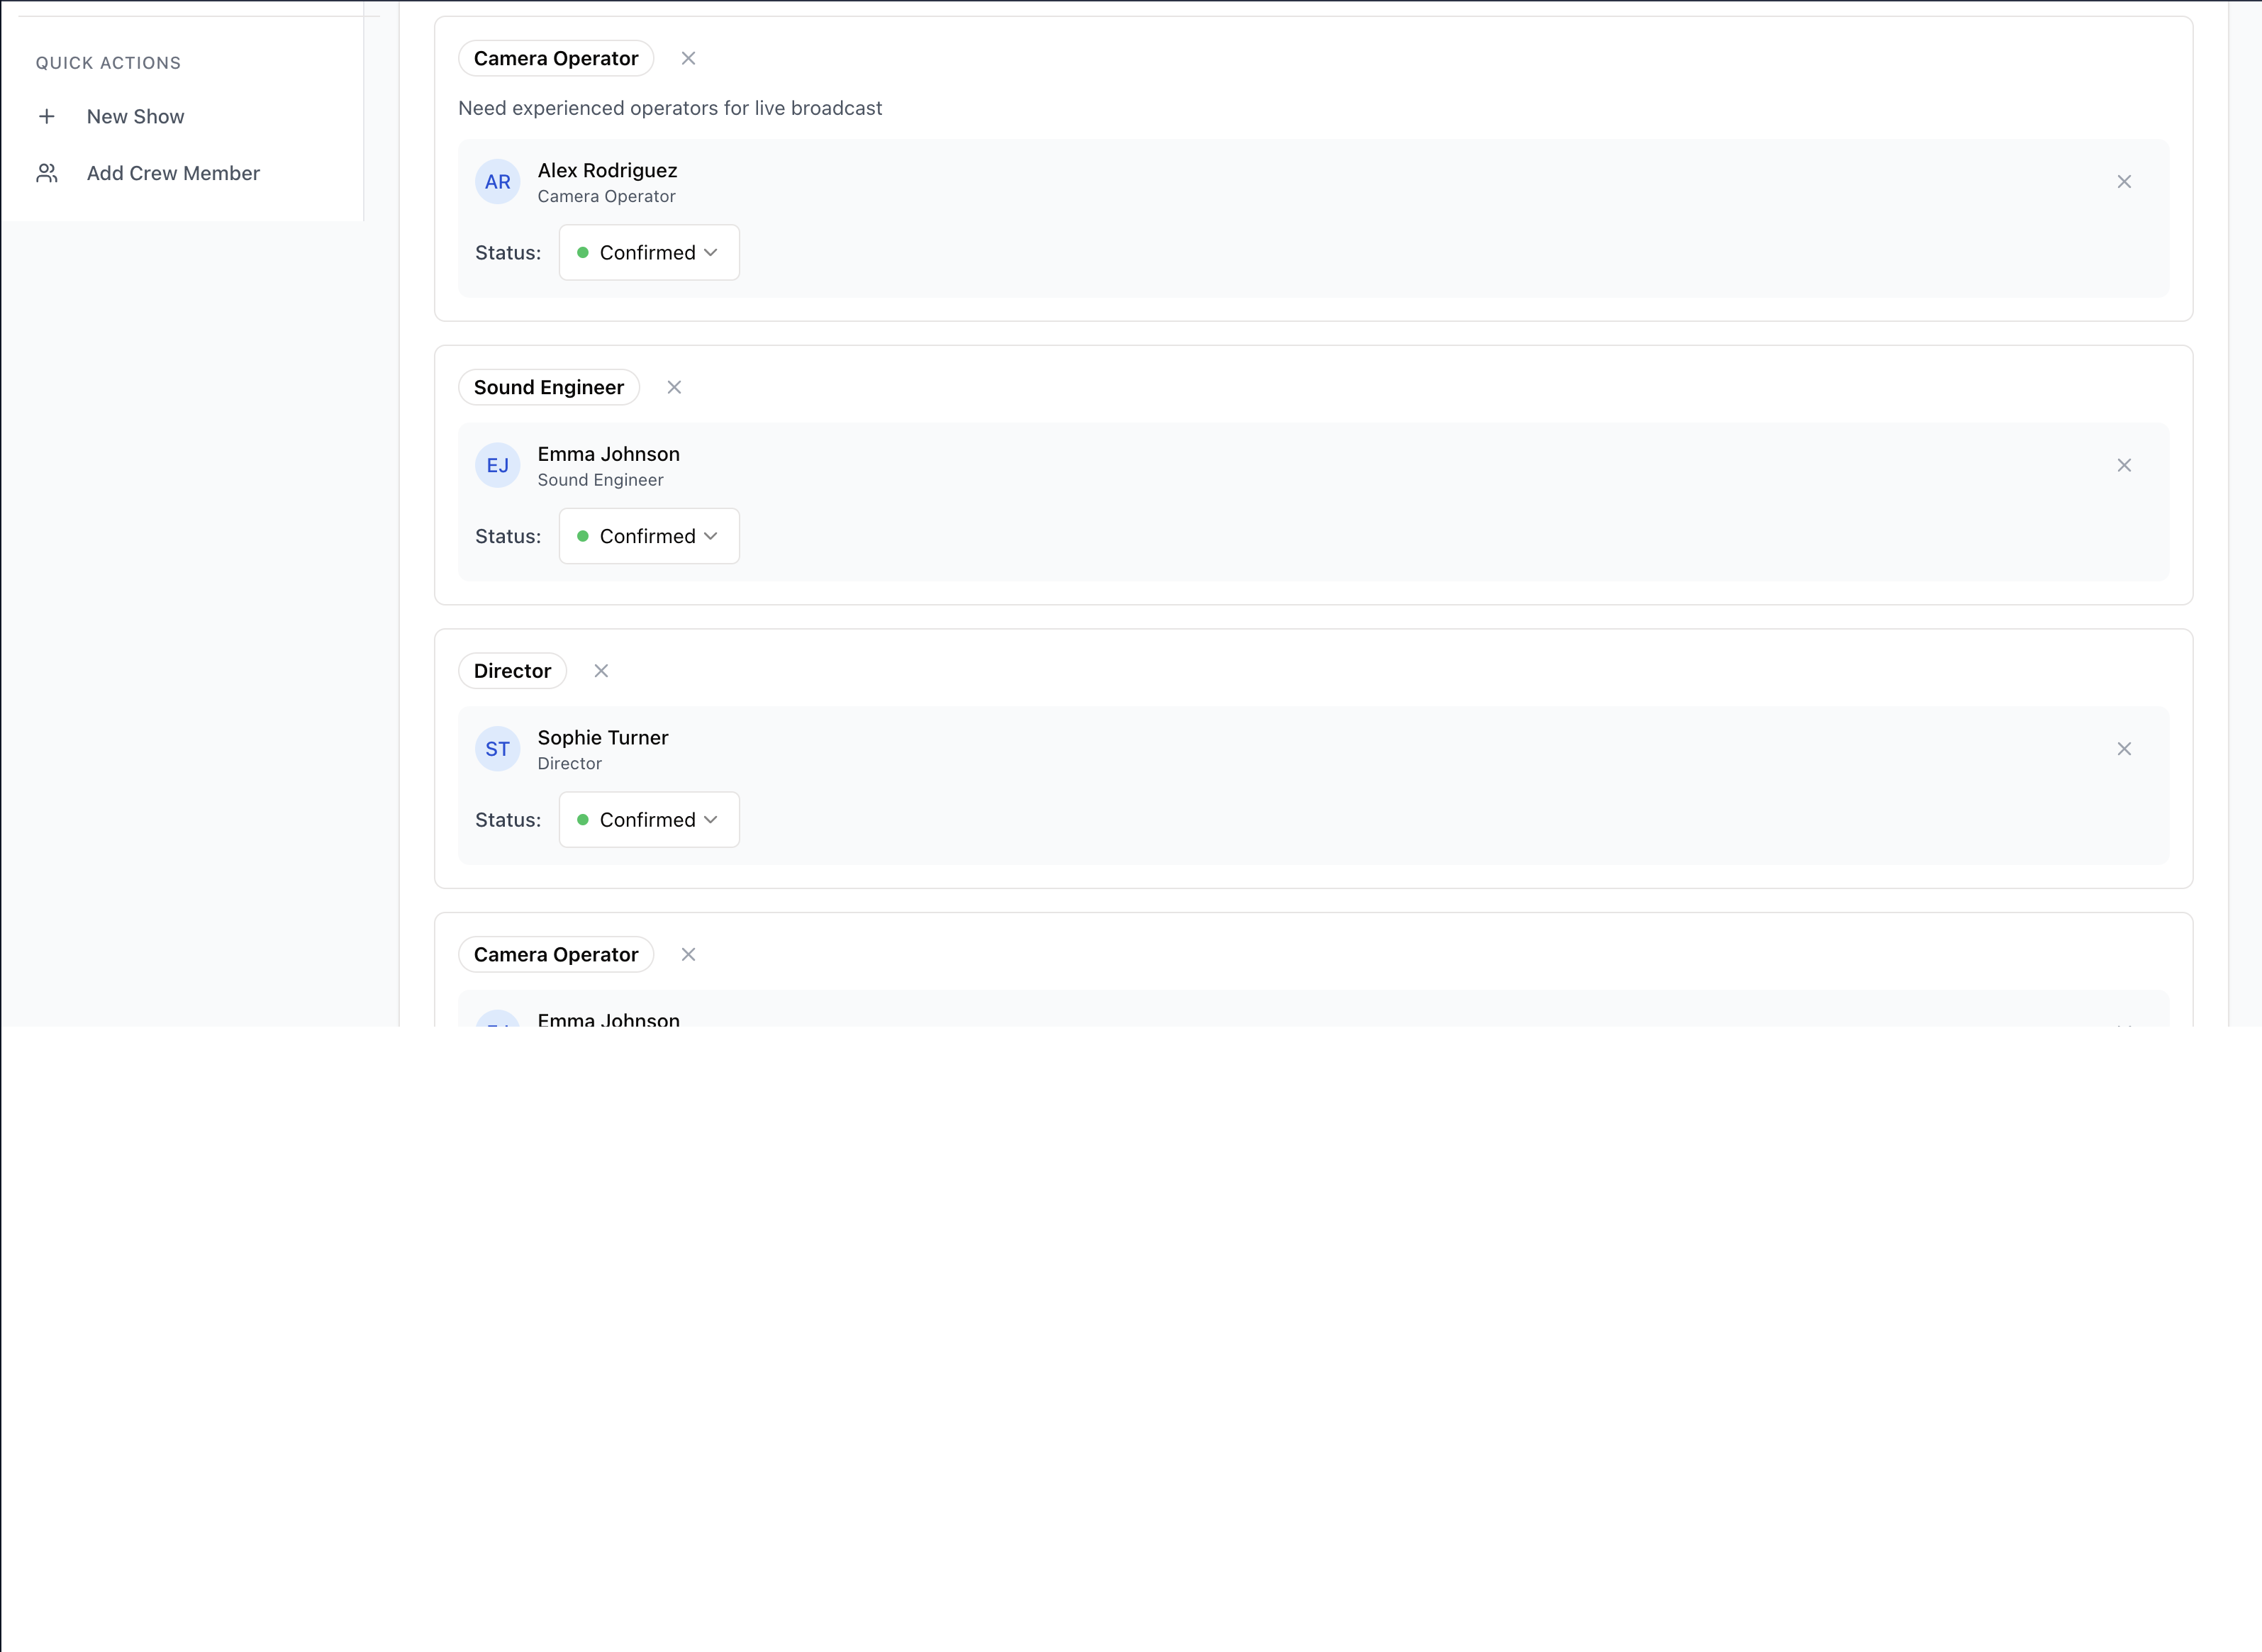 QUICK ACTIONS
New Show
Add Crew Member
Camera Operator
Need experienced operators for live broadcast
AR
Alex Rodriguez
Camera Operator
Status:
Confirmed
Sound Engineer
EJ
Emma Johnson
Sound Engineer
Status:
Confirmed
Director
ST
Sophie Turner
Director
Status:
Confirmed
Camera Operator
Emma Johnson